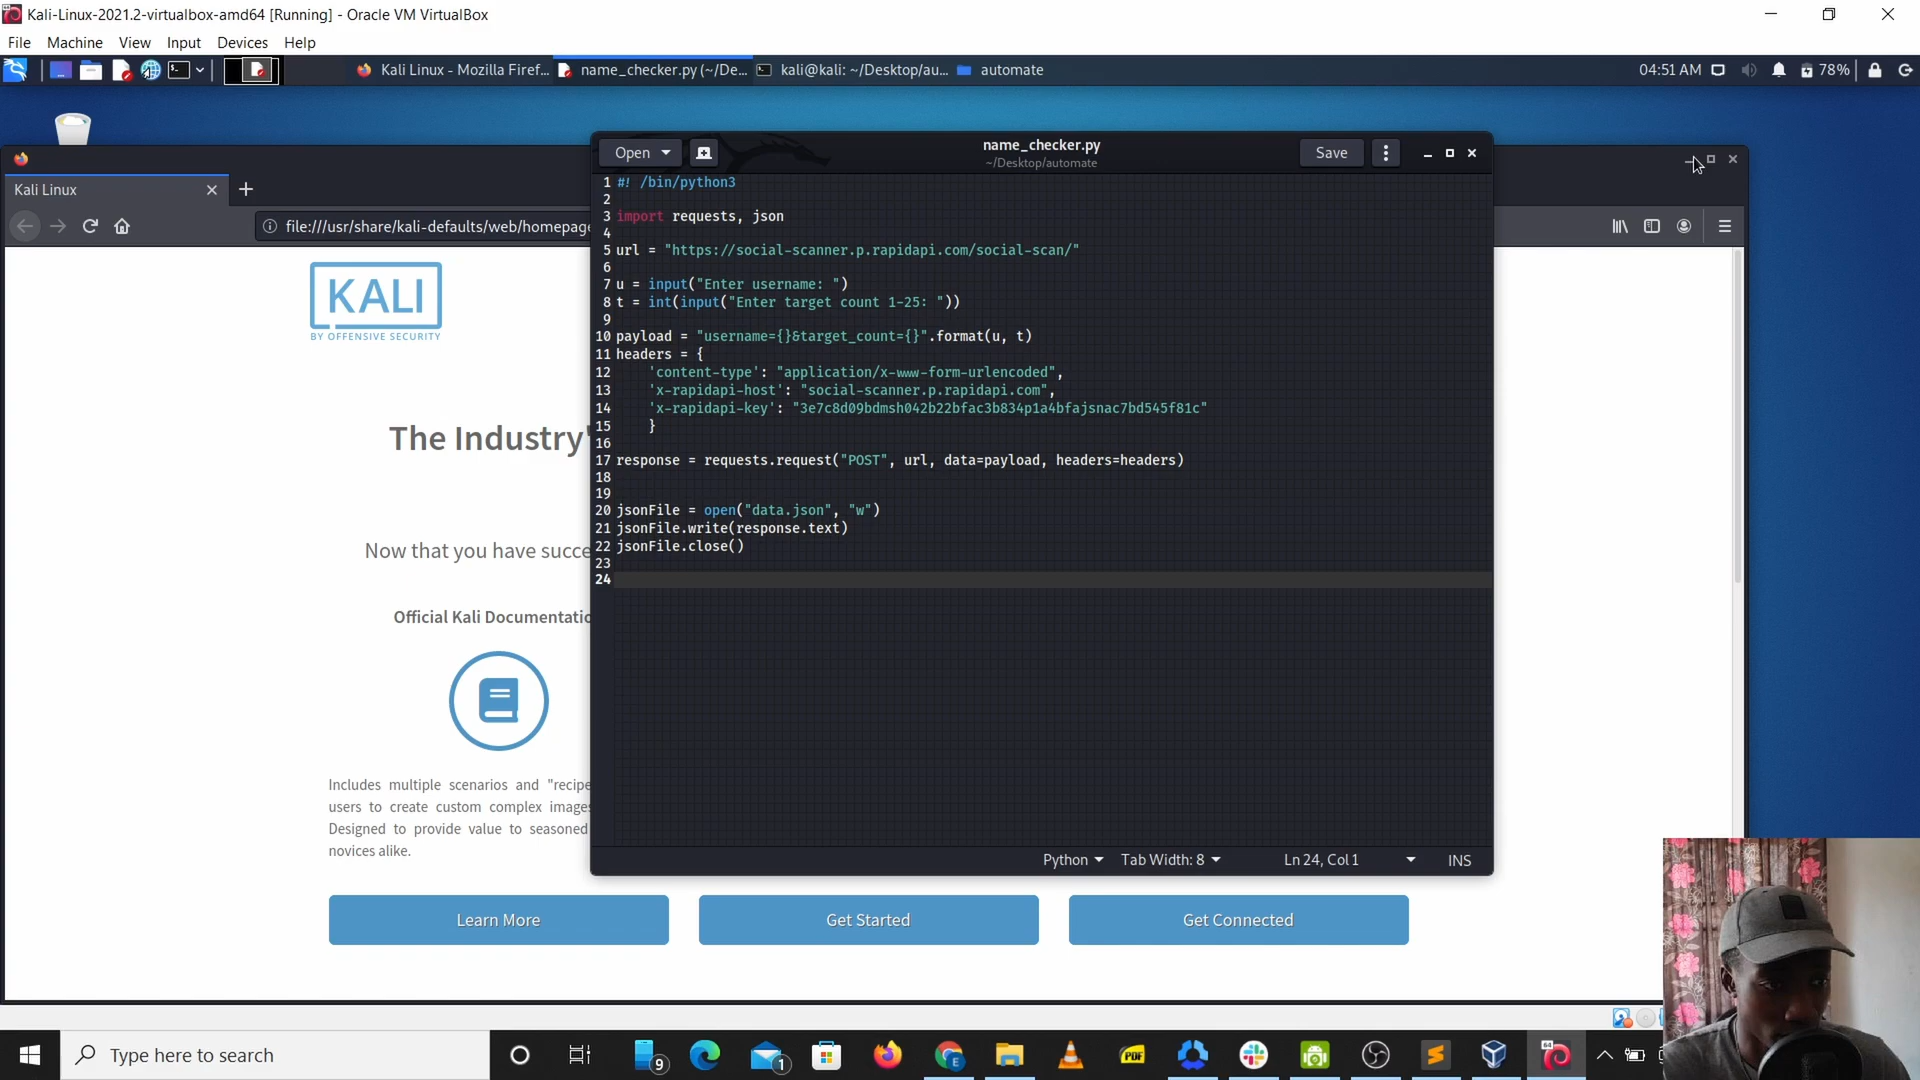 Kali-Linux-2021.2-virtualbox-amd64 [Running] - Oracle VM VirtualBox
File Machine View Input Devices Help
Kali Linux - Mozilla Firef...
name_checker.py (~/De...
kali@kali: ~/Desktop/au...
automate
04:51 AM
78%
Kali Linux
file:///usr/share/kali-defaults/web/homepage
KALI
BY OFFENSIVE SECURITY
The Industry'
Now that you have succe
Official Kali Documentatio
Includes multiple scenarios and "recipe
users to create custom complex images
Designed to provide value to seasoned
novices alike.
Learn More
Get Started
Get Connected
Open
name_checker.py
~/Desktop/automate
Save
1 #! /bin/python3
2
3 import requests, json
4
5 url = "https://social-scanner.p.rapidapi.com/social-scan/"
6
7 u = input("Enter username: ")
8 t = int(input("Enter target count 1-25: "))
9
10 payload = "username={}&target_count={}".format(u, t)
11 headers = {
12     'content-type': "application/x-www-form-urlencoded",
13     'x-rapidapi-host': "social-scanner.p.rapidapi.com",
14     'x-rapidapi-key': "3e7c8d09bdmsh042b22bfac3b834p1a4bfajsnac7bd545f81c"
15     }
16
17 response = requests.request("POST", url, data=payload, headers=headers)
18
19
20 jsonFile = open("data.json", "w")
21 jsonFile.write(response.text)
22 jsonFile.close()
23
24
Python
Tab Width: 8
Ln 24, Col 1
INS
Type here to search
9
1
PDF
E
64